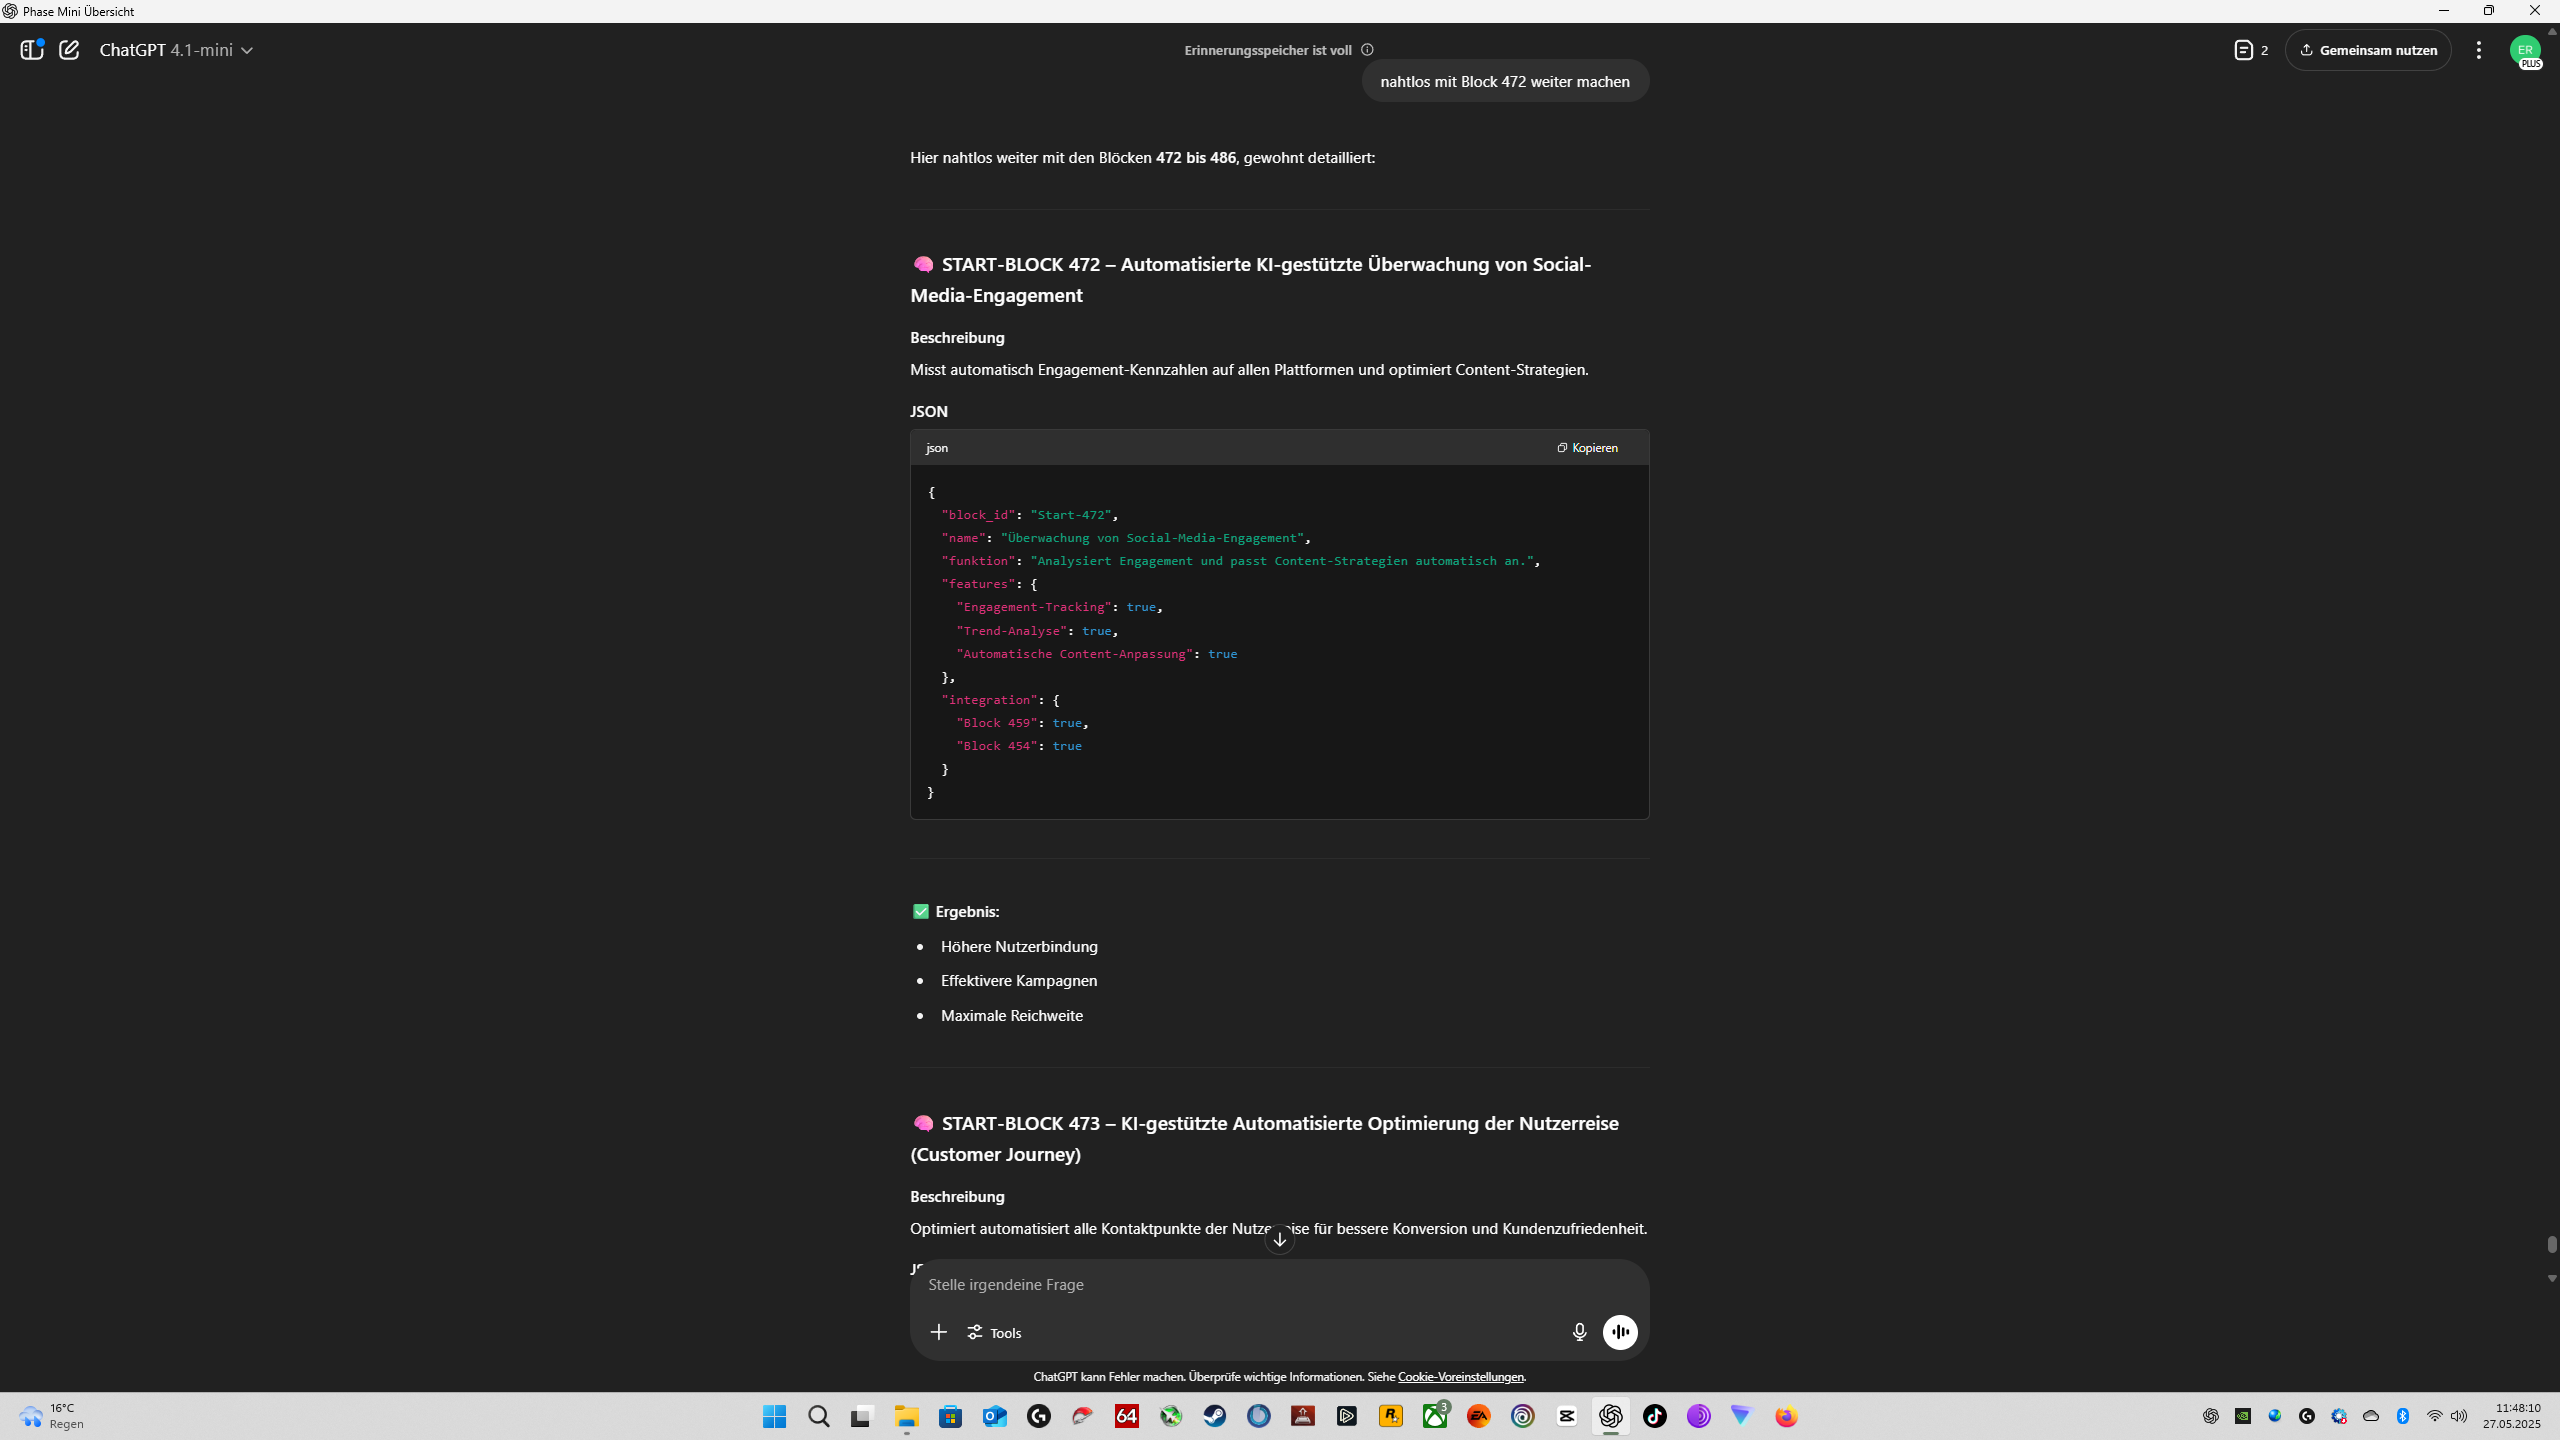 Phase Mini Übersicht
ChatGPT 4.1-mini
Erinnerungsspeicher ist voll
2
Gemeinsam nutzen
ER
PLUS
nahtlos mit Block 472 weiter machen
Hier nahtlos weiter mit den Blöcken 472 bis 486, gewohnt detailliert:
START-BLOCK 472 – Automatisierte KI-gestützte Überwachung von Social-
Media-Engagement
Beschreibung
Misst automatisch Engagement-Kennzahlen auf allen Plattformen und optimiert Content-Strategien.
JSON
json
Kopieren
{
"block_id": "Start-472",
"name": "Überwachung von Social-Media-Engagement",
"funktion": "Analysiert Engagement und passt Content-Strategien automatisch an.",
"features": {
"Engagement-Tracking": true,
"Trend-Analyse": true,
"Automatische Content-Anpassung": true
},
"integration": {
"Block 459": true,
"Block 454": true
}
}
Ergebnis:
• Höhere Nutzerbindung
• Effektivere Kampagnen
• Maximale Reichweite
START-BLOCK 473 – KI-gestützte Automatisierte Optimierung der Nutzerreise
(Customer Journey)
Beschreibung
Optimiert automatisiert alle Kontaktpunkte der Nutzerreise für bessere Konversion und Kundenzufriedenheit.
Stelle irgendeine Frage
Tools
ChatGPT kann Fehler machen. Überprüfe wichtige Informationen. Siehe Cookie-Voreinstellungen.
16°C
Regen
64
3
EA
11:48:10
27.05.2025